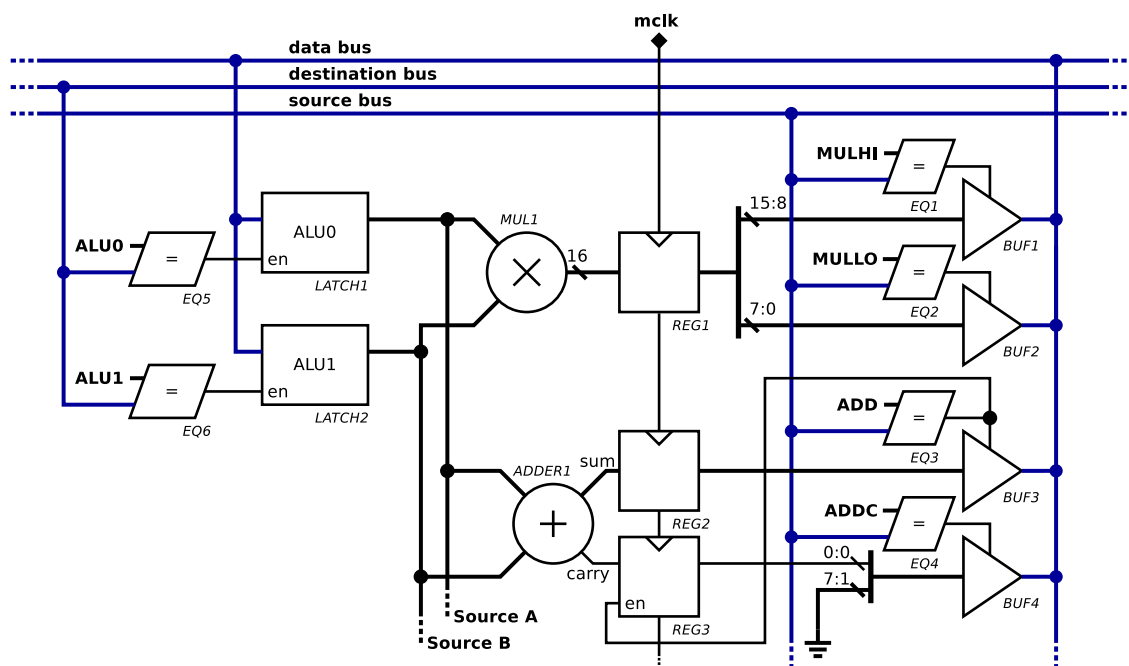 mclk
data bus
destination bus
source bus
MULHI
=
EQ1
15:8
BUF1
MUL1
ALU0
=
EQ5
ALU0
en
LATCH1
16
REG1
MULLO
=
EQ2
7:0
BUF2
ALU1
=
EQ6
ALU1
en
LATCH2
ADD
=
EQ3
BUF3
ADDER1
sum
REG2
carry
en
REG3
ADDC
=
EQ4
0:0
7:1
BUF4
Source A
Source B